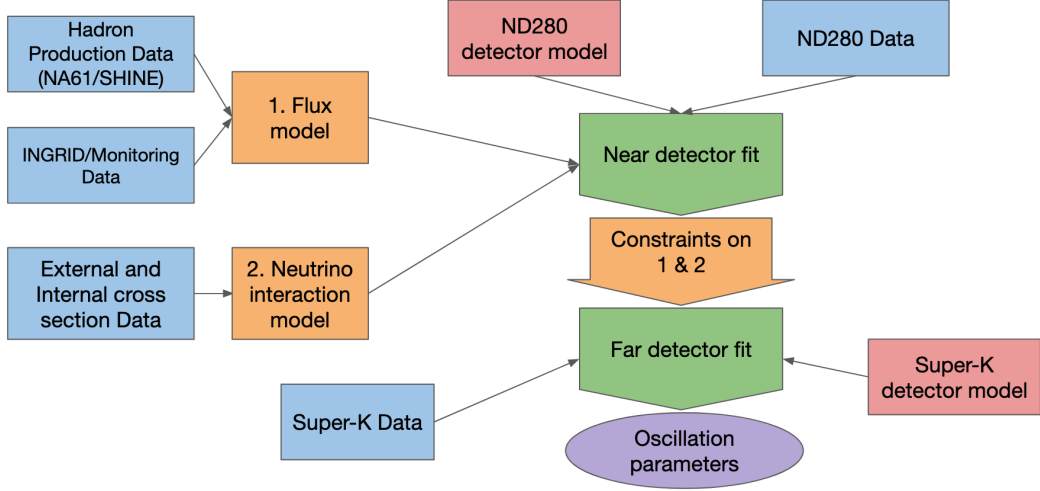 Hadron
Production Data
(NA61/SHINE)
INGRID/Monitoring
Data
1. Flux
model
ND280
detector model
ND280 Data
Near detector fit
External and
Internal cross
section Data
2. Neutrino
interaction
model
Constraints on
1 & 2
Far detector fit
Super-K Data
Super-K
detector model
Oscillation
parameters